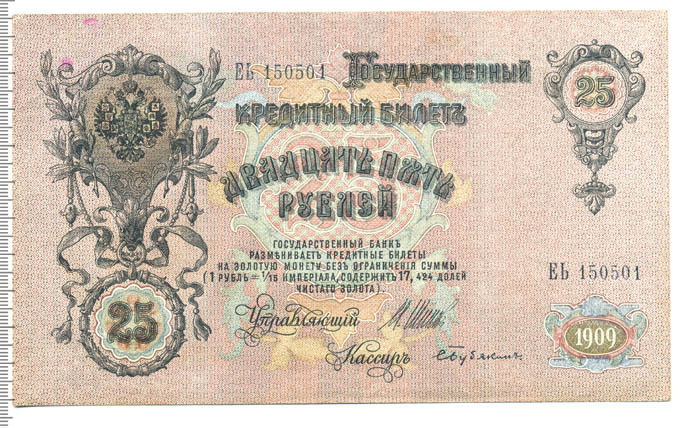 ЕЬ 150501 Государственный
25
Кредитный билетъ
Двадцать пять
рублей
25
Государственный банкъ
размѣниваетъ кредитные билеты
на золотую монету безъ ограниченія суммы
(1 рубль = 1/15 имперіала, содержитъ 17,424 долей
чистаго золота).
ЕЬ 150501
25
Управляющій
Кассиръ
1909